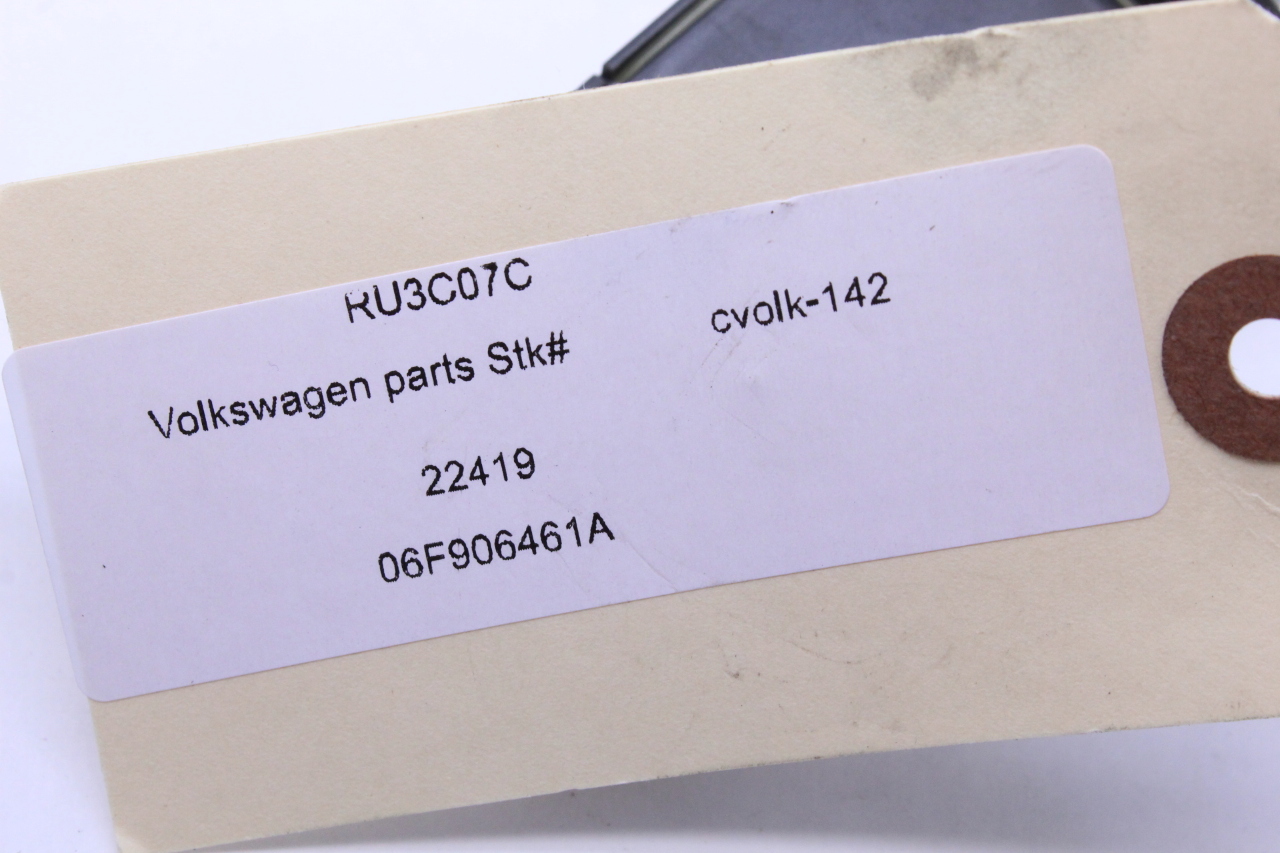 RU3C07C
cvolk-142
Volkswagen parts Stk#
22419
06F906461A